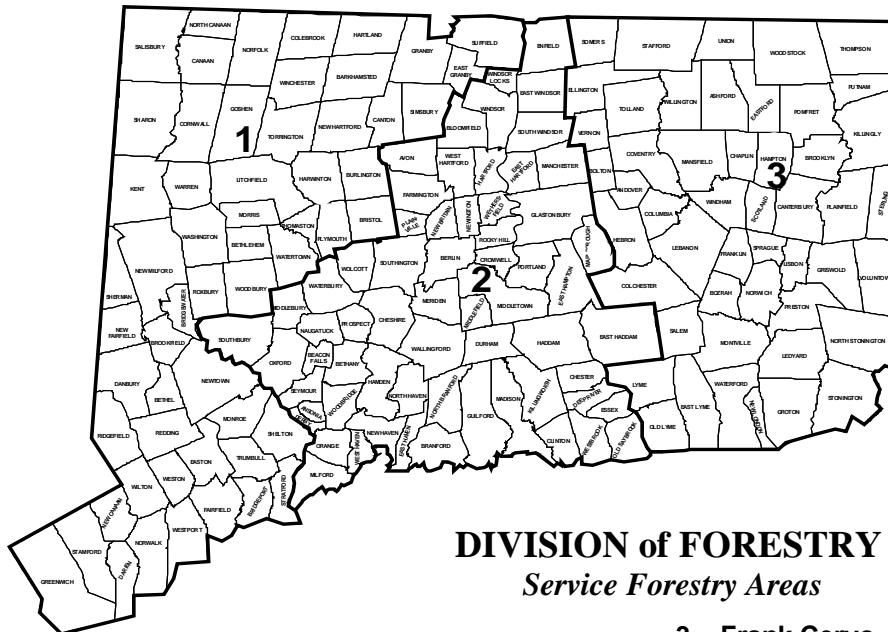 NORTH CANAAN
SALISBURY
CANAAN
NORFOLK
COLEBROOK
HARTLAND
GRANBY
SUFFIELD
ENFIELD
SOMERS
STAFFORD
UNION
WOODSTOCK
THOMPSON
EAST GRANBY
WINDSOR LOCKS
WINCHESTER
BARKHAMSTED
EAST WINDSOR
ELLINGTON
WILLINGTON
ASHFORD
EASTFORD
PUTNAM
POMFRET
SHARON
CORNWALL
GOSHEN
1
TORRINGTON
NEW HARTFORD
CANTON
SIMSBURY
WINDSOR
BLOOMFIELD
SOUTH WINDSOR
VERNON
TOLLAND
KILLINGLY
AVON
WEST HARTFORD
HARTFORD
EAST HARTFORD
MANCHESTER
BOLTON
COVENTRY
MANSFIELD
CHAPLIN
HAMPTON
3
BROOKLYN
KENT
WARREN
LITCHFIELD
HARWINTON
BURLINGTON
FARMINGTON
ANDOVER
COLUMBIA
WINDHAM
SCOTLAND
CANTERBURY
PLAINFIELD
STERLING
MORRIS
BRISTOL
PLAINVILLE
NEW BRITAIN
NEWINGTON
WETHERSFIELD
GLASTONBURY
HEBRON
LEBANON
WASHINGTON
BETHLEHEM
THOMASTON
PLYMOUTH
WATERTOWN
ROCKY HILL
MARLBOROUGH
FRANKLIN
SPRAGUE
LISBON
GRISWOLD
VOLUNTOWN
NEW MILFORD
WOLCOTT
SOUTHINGTON
BERLIN
CROMWELL
2
PORTLAND
EAST HAMPTON
COLCHESTER
BOZRAH
NORWICH
PRESTON
SHERMAN
BRIDGEWATER
ROXBURY
WOODBURY
MIDDLEBURY
WATERBURY
CHESHIRE
MERIDEN
MIDDLEFIELD
MIDDLETOWN
NEW FAIRFIELD
BROOKFIELD
SOUTHBURY
NAUGATUCK
PROSPECT
WALLINGFORD
DURHAM
HADDAM
EAST HADDAM
SALEM
MONTVILLE
LEDYARD
NORTH STONINGTON
DANBURY
BETHEL
NEWTOWN
OXFORD
BEACON FALLS
BETHANY
HAMDEN
NORTH HAVEN
NORTH BRANFORD
GUILFORD
MADISON
KILLINGWORTH
CHESTER
DEEP RIVER
ESSEX
LYME
EAST LYME
WATERFORD
NEW LONDON
GROTON
STONINGTON
RIDGEFIELD
REDDING
MONROE
SEYMOUR
ANSONIA
DERBY
WOODBRIDGE
SHELTON
ORANGE
WEST HAVEN
NEW HAVEN
EAST HAVEN
BRANFORD
CLINTON
WESTBROOK
OLD SAYBROOK
OLD LYME
MILFORD
WILTON
WESTON
EASTON
TRUMBULL
STRATFORD
NEW CANAAN
NORWALK
WESTPORT
FAIRFIELD
BRIDGEPORT
GREENWICH
STAMFORD
DARIEN
DIVISION of FORESTRY
Service Forestry Areas